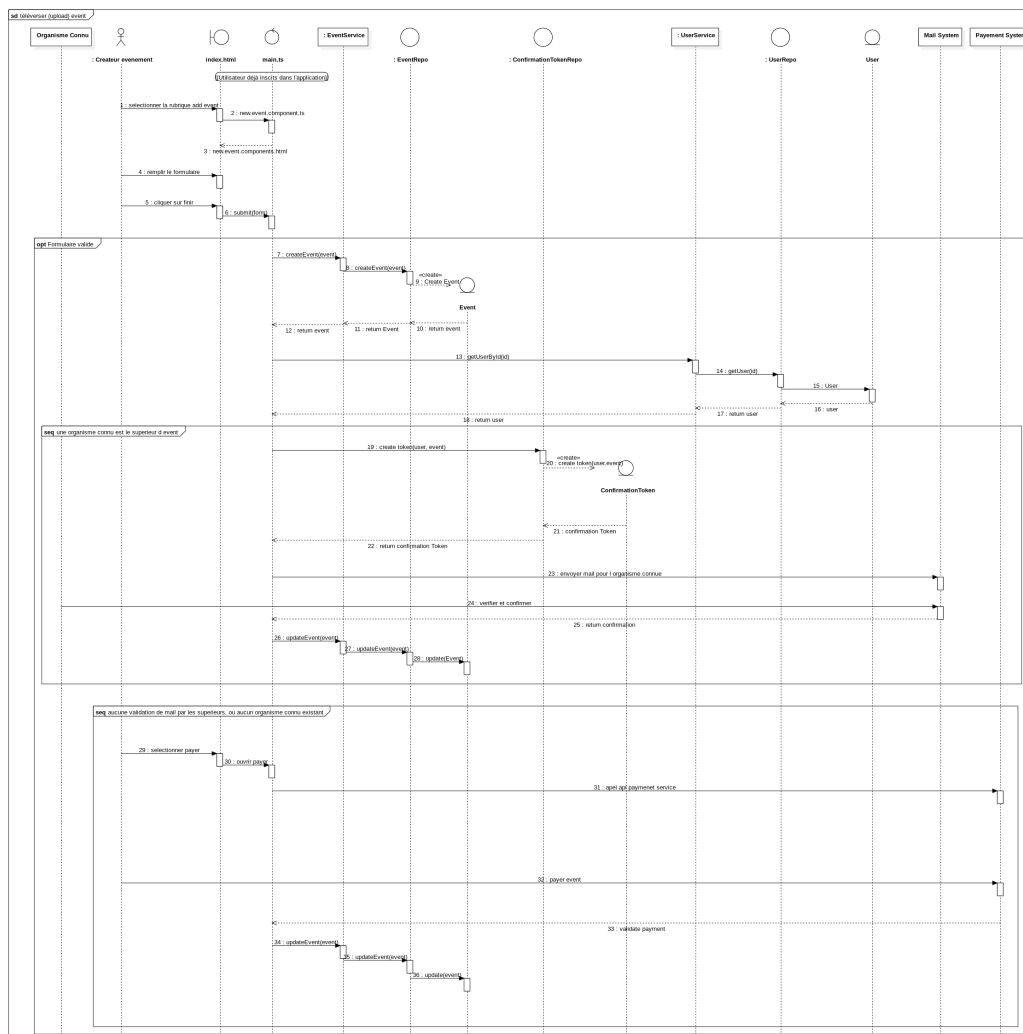 sd téléverser (upload) event
Organisme Connu
: EventService
: UserService
Mail System
Payement System
: Createur evenement
index.html
main.ts
: EventRepo
: ConfirmationTokenRepo
: UserRepo
User
{Utilisateur déjà inscits dans l'application}
1 : selectionner la rubrique add event
2 : new.event.component.ts
3 : new.event.components.html
4 : remplir le formulaire
5 : cliquer sur finir
6 : submit(form)
opt Formulaire valide
7 : createEvent(event)
8 : createEvent(event)
«create»
9 : Create Event
Event
10 : return event
11 : return Event
12 : return event
13 : getUserById(id)
14 : getUser(id)
15 : User
16 : user
17 : return user
18 : return user
seq une organisme connu est le superieur d event
19 : create token(user, event)
«create»
20 : create token(user,event)
ConfirmationToken
21 : confirmation Token
22 : return confirmation Token
23 : envoyer mail pour l organisme connue
24 : verifier et confirmer
25 : return confirmation
26 : updateEvent(event)
27 : updateEvent(event)
28 : update(Event)
seq aucune validation de mail par les superieurs, ou aucun organisme connu existant
29 : selectionner payer
30 : ouvrir payer
31 : apel api paymenet service
32 : payer event
33 : validate payment
34 : updateEvent(event)
35 : updateEvent(event)
36 : update(event)